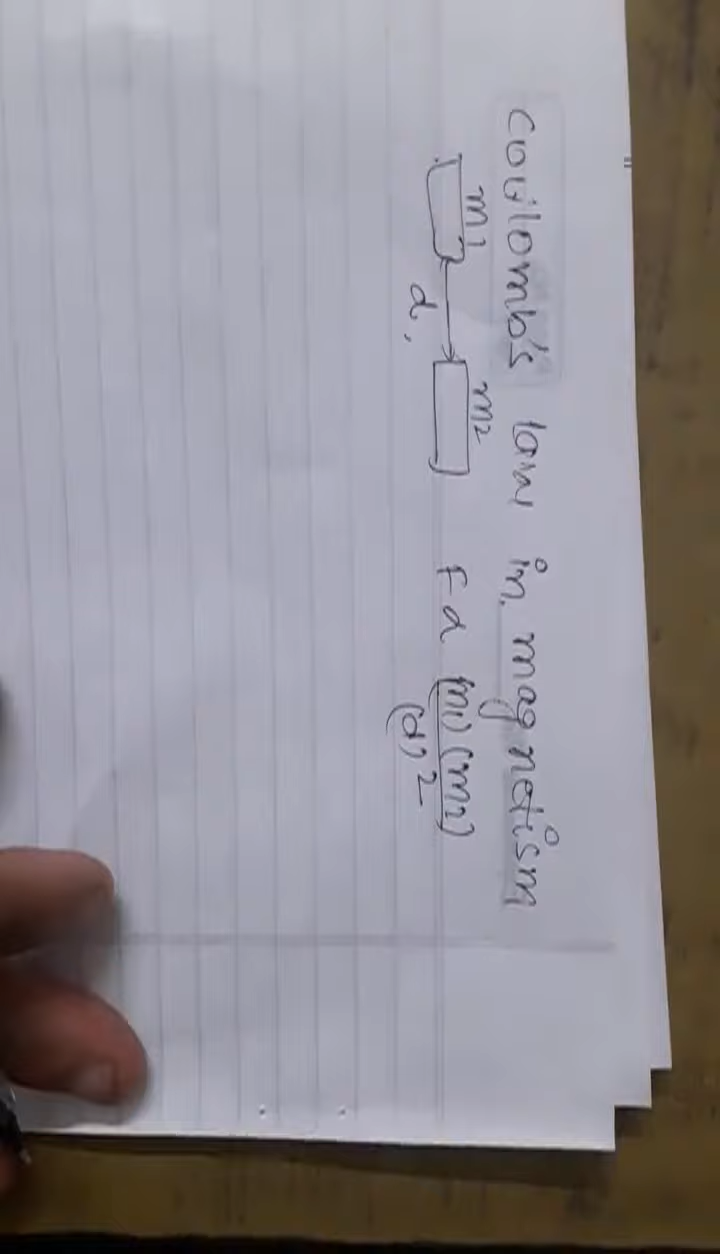 Coulomb's law in magnetism
m1 m2 F α (m1) (m2)
d, (d)2